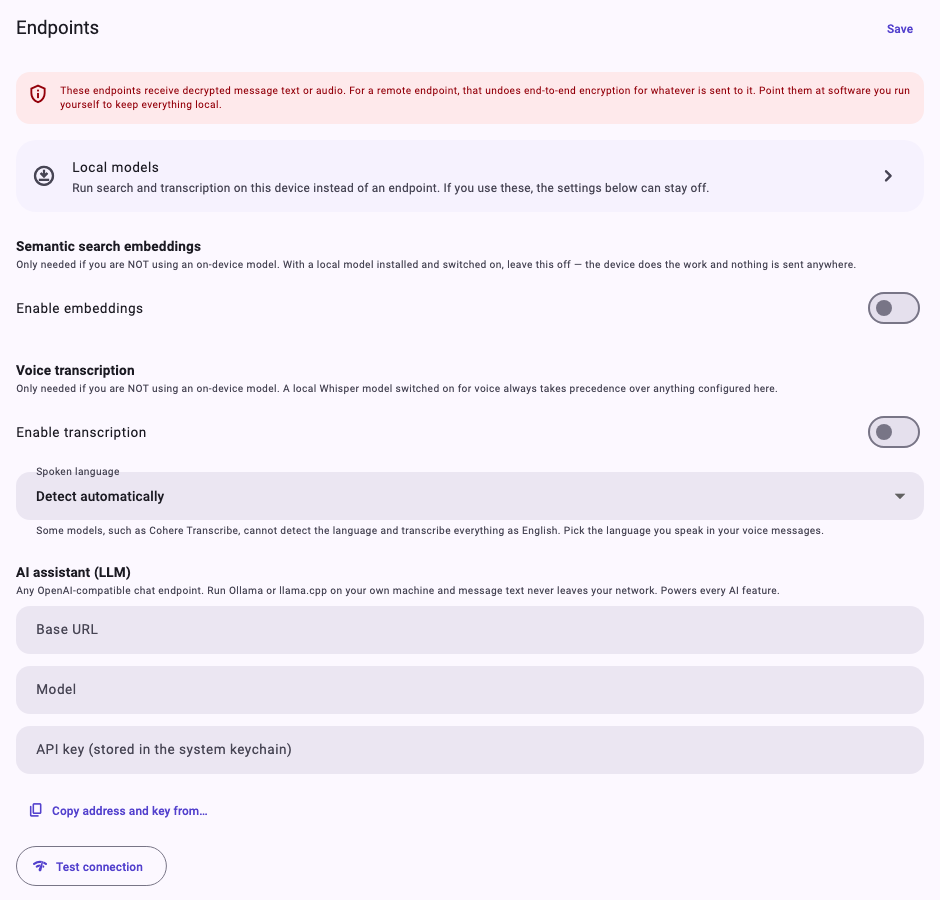 Endpoints
Save
These endpoints receive decrypted message text or audio. For a remote endpoint, that undoes end-to-end encryption for whatever is sent to it. Point them at software you run
yourself to keep everything local.
Local models
Run search and transcription on this device instead of an endpoint. If you use these, the settings below can stay off.
Semantic search embeddings
Only needed if you are NOT using an on-device model. With a local model installed and switched on, leave this off — the device does the work and nothing is sent anywhere.
Enable embeddings
Voice transcription
Only needed if you are NOT using an on-device model. A local Whisper model switched on for voice always takes precedence over anything configured here.
Enable transcription
Spoken language
Detect automatically
Some models, such as Cohere Transcribe, cannot detect the language and transcribe everything as English. Pick the language you speak in your voice messages.
AI assistant (LLM)
Any OpenAI-compatible chat endpoint. Run Ollama or llama.cpp on your own machine and message text never leaves your network. Powers every AI feature.
Base URL
Model
API key (stored in the system keychain)
Copy address and key from…
Test connection